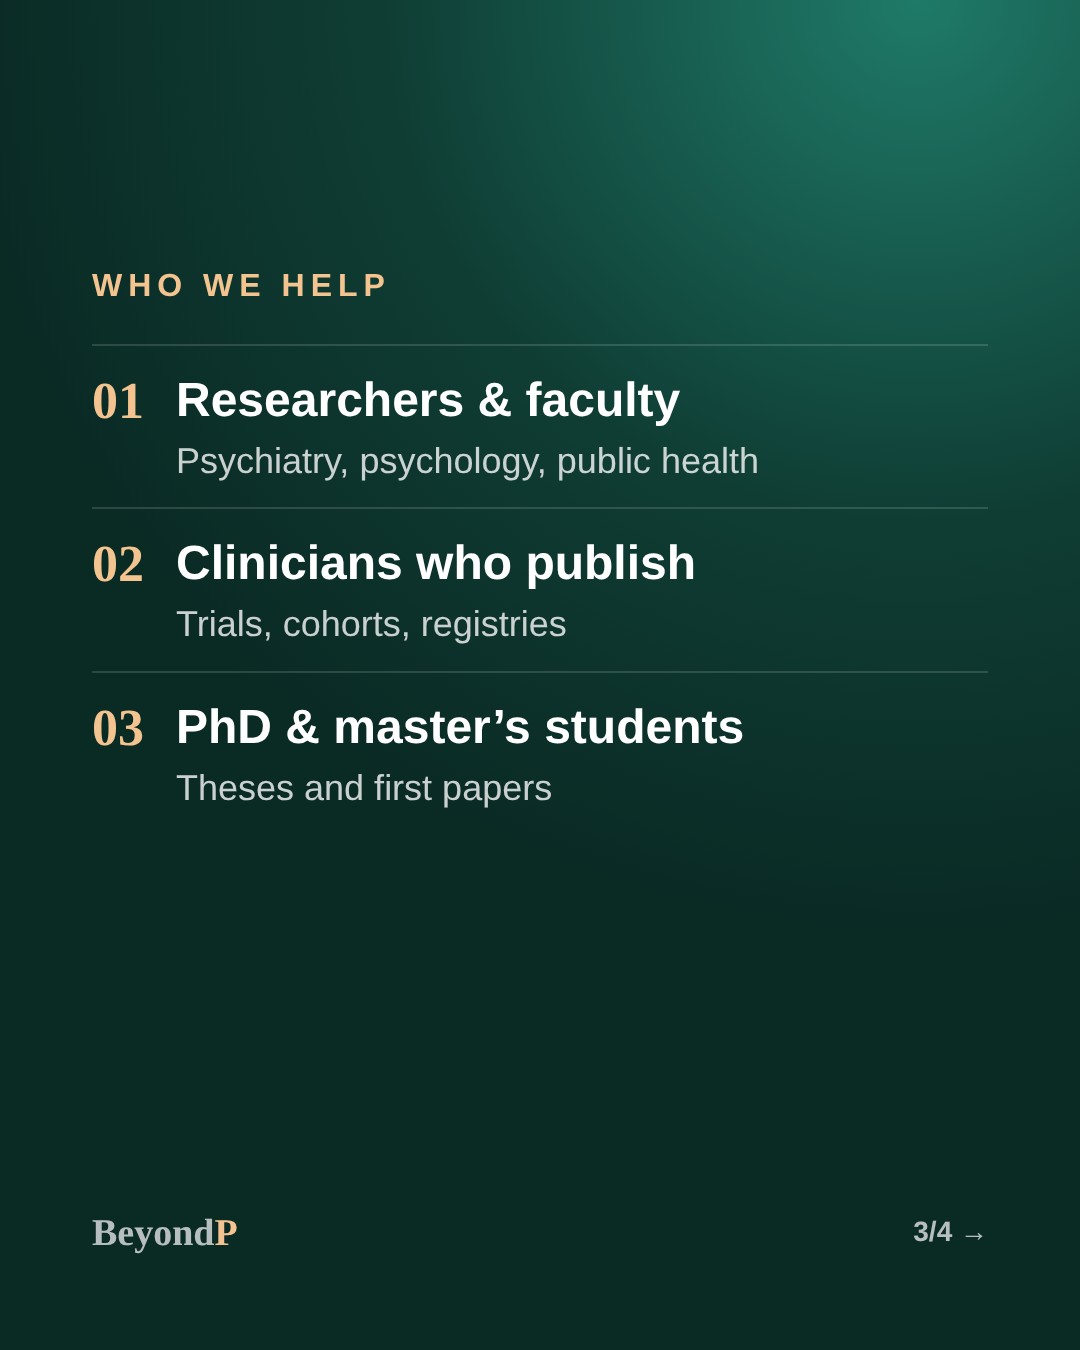 WHO WE HELP
01 Researchers & faculty
Psychiatry, psychology, public health
02 Clinicians who publish
Trials, cohorts, registries
03 PhD & master’s students
Theses and first papers
BeyondP
3/4 →